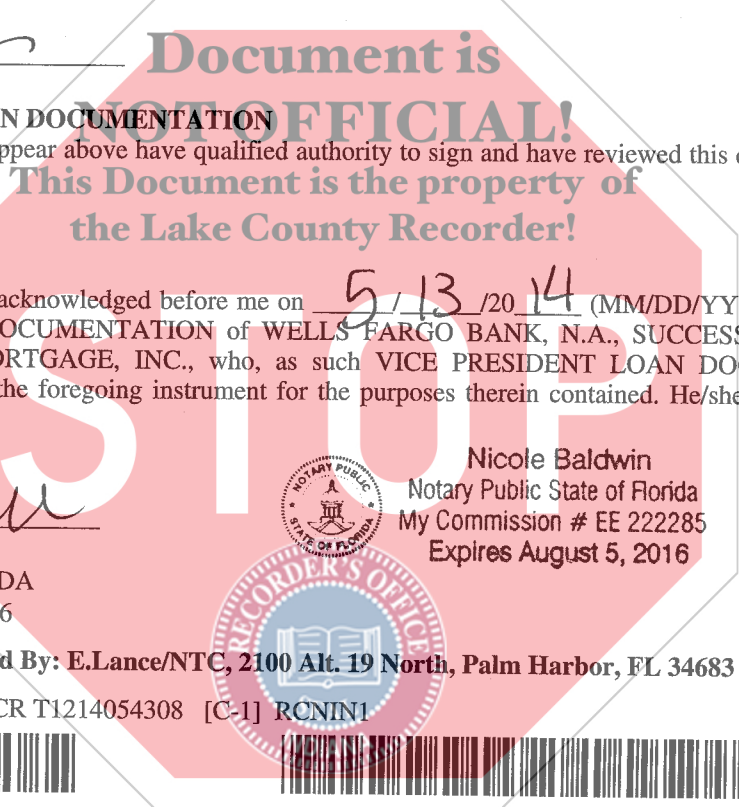 Document is
NOT OFFICIAL!
N DOCUMENTATION
ppear above have qualified authority to sign and have reviewed this
This Document is the property of
the Lake County Recorder!
acknowledged before me on 5/13/2014 (MM/DD/YY
OCUMENTATION of WELLS FARGO BANK, N.A., SUCCESS
ORTGAGE, INC., who, as such VICE PRESIDENT LOAN DO
the foregoing instrument for the purposes therein contained. He/she
STOP
NOTARY PUBLIC
STATE OF FLORIDA
Nicole Baldwin
Notary Public State of Florida
My Commission # EE 222285
Expires August 5, 2016
DA
6
RECORDER'S OFFICE
d By: E.Lance/NTC, 2100 Alt. 19 North, Palm Harbor, FL 34683
CR T1214054308 [C-1] RCNIN1
INDIANA